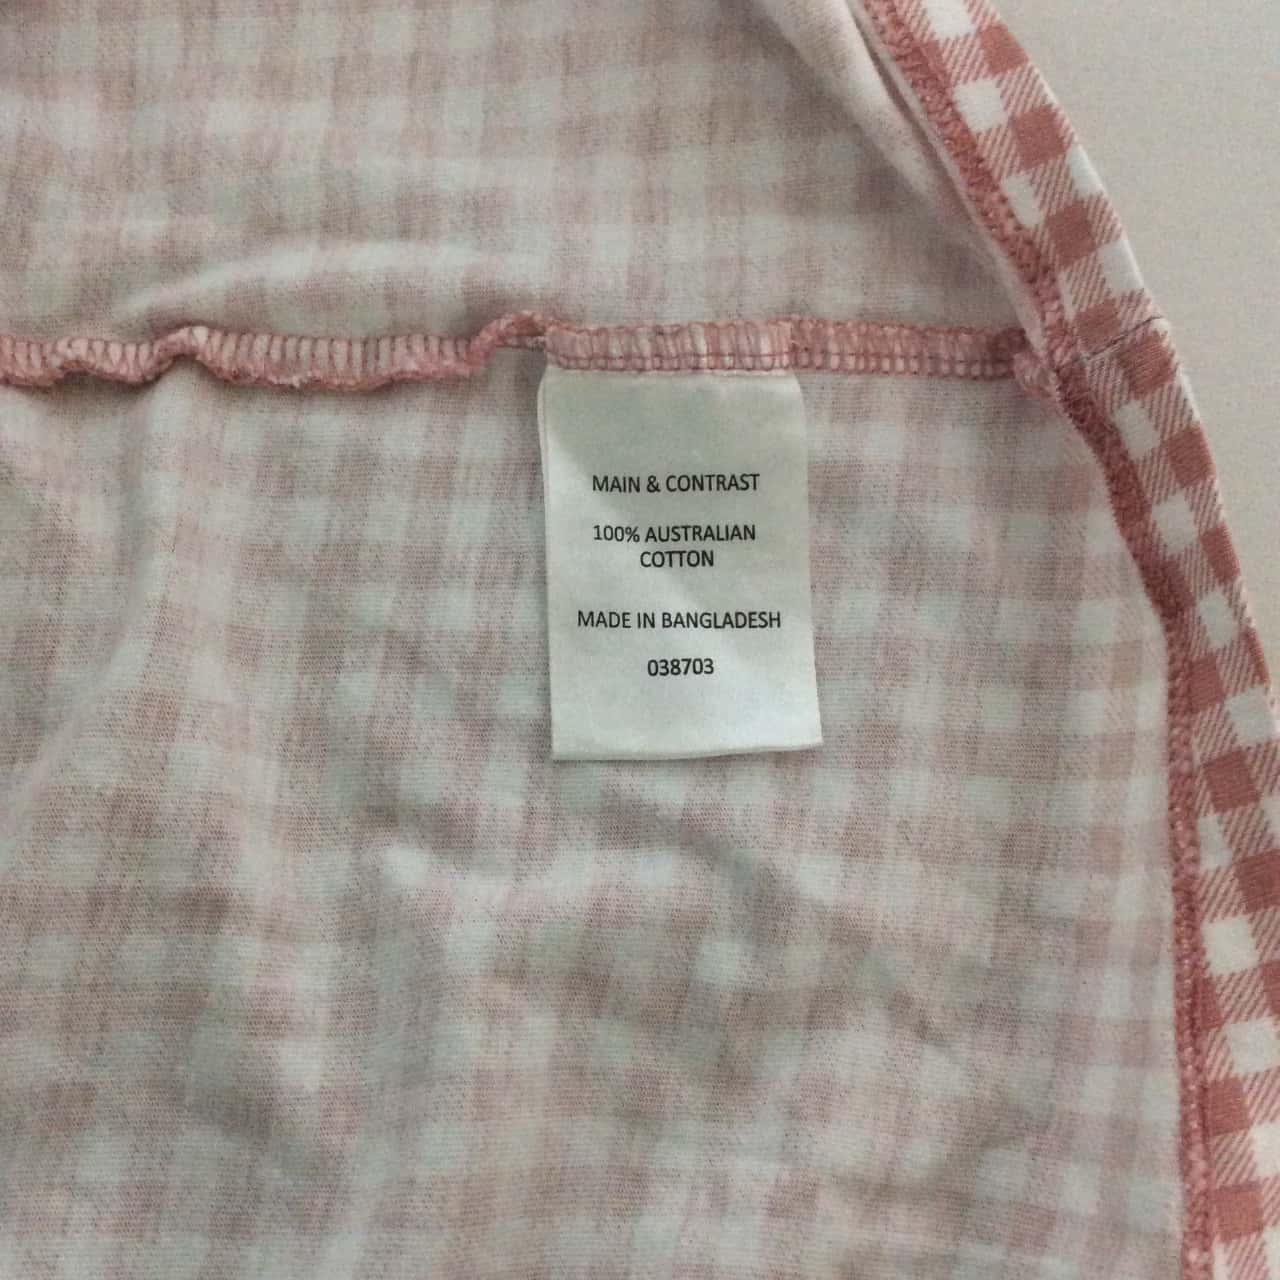 MAIN & CONTRAST
100% AUSTRALIAN
COTTON
MADE IN BANGLADESH
038703